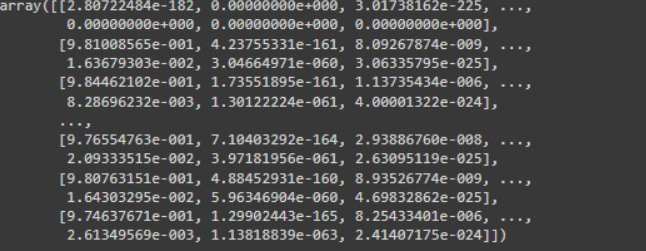 array([[2.80722484e-182, 0.00000000e+000, 3.01738162e-225, ...,
0.00000000e+000, 0.00000000e+000, 0.00000000e+000],
[9.81008565e-001, 4.23755331e-161, 8.09267874e-009, ...,
1.63679303e-002, 3.04664971e-060, 3.06335795e-025],
[9.84462102e-001, 1.73551895e-161, 1.13735434e-006, ...,
8.28696232e-003, 1.30122224e-061, 4.00001322e-024],
...,
[9.76554763e-001, 7.10403292e-164, 2.93886760e-008, ...,
2.09333515e-002, 3.97181956e-061, 2.63095119e-025],
[9.80763151e-001, 4.88452931e-160, 8.93526774e-009, ...,
1.64303295e-002, 5.96346904e-060, 4.69832862e-025],
[9.74637671e-001, 1.29902443e-165, 8.25433401e-006, ...,
2.61349569e-003, 1.13818839e-063, 2.41407175e-024]])